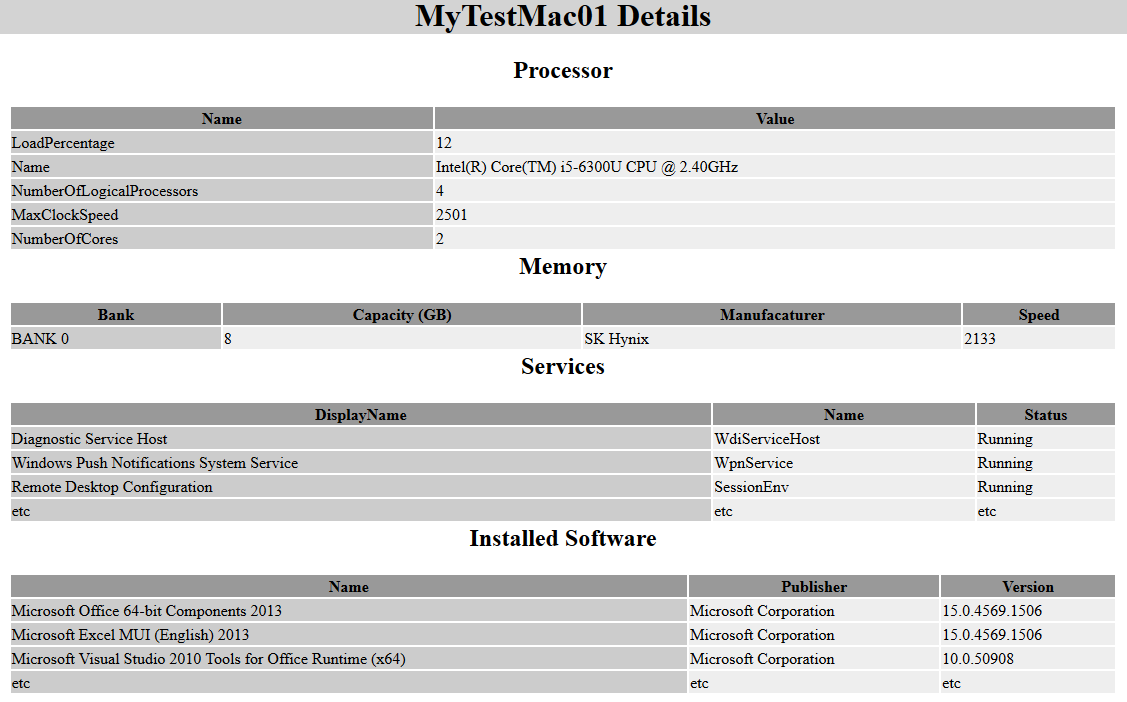 MyTestMac01 Details
Processor
Name Value
LoadPercentage 12
Name Intel(R) Core(TM) i5-6300U CPU @ 2.40GHz
NumberOfLogicalProcessors 4
MaxClockSpeed 2501
NumberOfCores 2
Memory
Bank Capacity (GB) Manufacaturer Speed
BANK 0 8 SK Hynix 2133
Services
DisplayName Name Status
Diagnostic Service Host WdiServiceHost Running
Windows Push Notifications System Service WpnService Running
Remote Desktop Configuration SessionEnv Running
etc etc etc
Installed Software
Name Publisher Version
Microsoft Office 64-bit Components 2013 Microsoft Corporation 15.0.4569.1506
Microsoft Excel MUI (English) 2013 Microsoft Corporation 15.0.4569.1506
Microsoft Visual Studio 2010 Tools for Office Runtime (x64) Microsoft Corporation 10.0.50908
etc etc etc